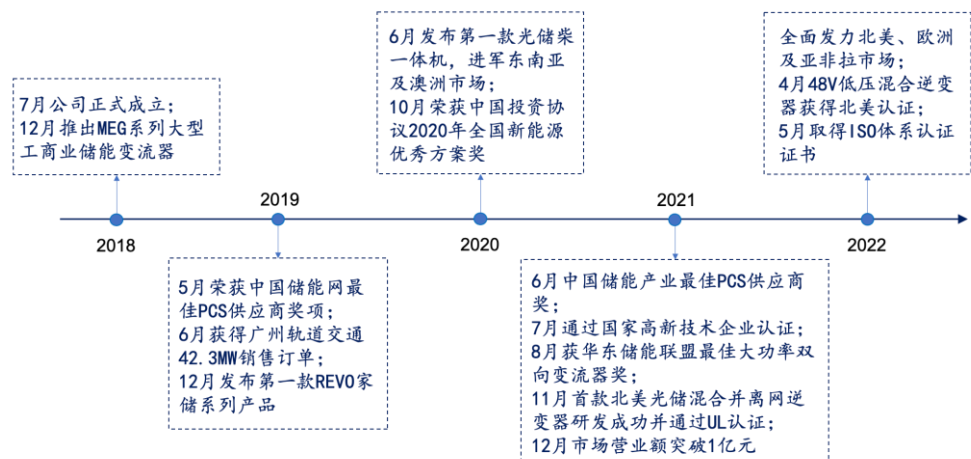 7月公司正式成立；
12月推出MEG系列大型
工商业储能变流器
2018
2019
5月荣获中国储能网最
佳PCS供应商奖项；
6月获得广州轨道交通
42.3MW销售订单；
12月发布第一款REVO家
储系列产品
6月发布第一款光储柴
一体机，进军东南亚
及澳洲市场；
10月荣获中国投资协
议2020年全国新能源
优秀方案奖
2020
2021
6月中国储能产业最佳PCS供应商
奖；
7月通过国家高新技术企业认证；
8月获华东储能联盟最佳大功率双
向变流器奖；
11月首款北美光储混合并离网逆
变器研发成功并通过UL认证；
12月市场营业额突破1亿元
全面发力北美、欧洲
及亚非拉市场；
4月48V低压混合逆变
器获得北美认证；
5月取得ISO体系认证
证书
2022